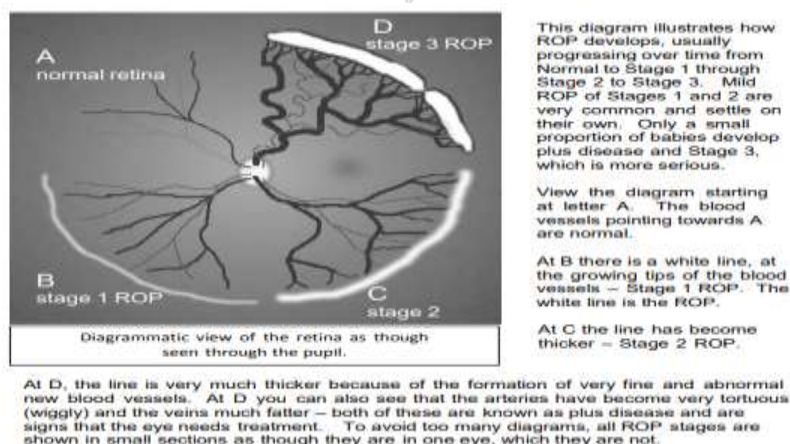 A
normal retina
D
stage 3 ROP
B
stage 1 ROP
C
stage 2
Diagrammatic view of the retina as though
seen through the pupil.
This diagram illustrates how
ROP develops, usually
progressing over time from
Normal to Stage 1 through
Stage 2 to Stage 3. Mild
ROP of Stages 1 and 2 are
very common and settle on
their own. Only a small
proportion of babies develop
plus disease and Stage 3,
which is more serious.
View the diagram starting
at letter A. The blood
vessels pointing towards A
are normal.
At B there is a white line, at
the growing tips of the blood
vessels – Stage 1 ROP. The
white line is the ROP.
At C the line has become
thicker – Stage 2 ROP.
At D, the line is very much thicker because of the formation of very fine and abnormal
new blood vessels. At D you can also see that the arteries have become very tortuous
(wiggly) and the veins much fatter – both of these are known as plus disease and are
signs that the eye needs treatment. To avoid too many diagrams, all ROP stages are
shown in small sections as though they are in one eye, which they are not.